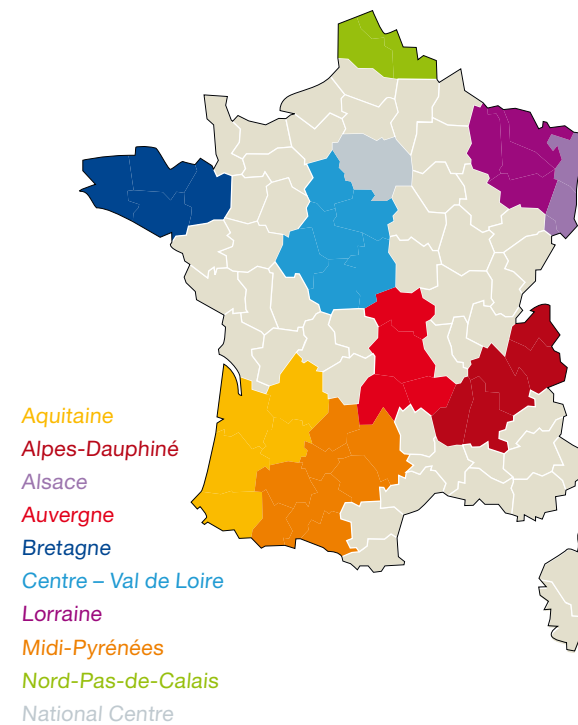 Aquitaine
Alpes-Dauphiné
Alsace
Auvergne
Bretagne
Centre – Val de Loire
Lorraine
Midi-Pyrénées
Nord-Pas-de-Calais
National Centre